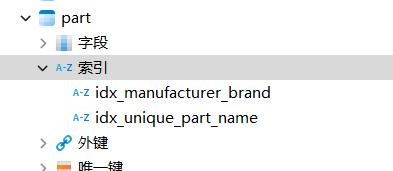 part
字段
A-Z 索引
A-Z idx_manufacturer_brand
A-Z idx_unique_part_name
外键
唯一键